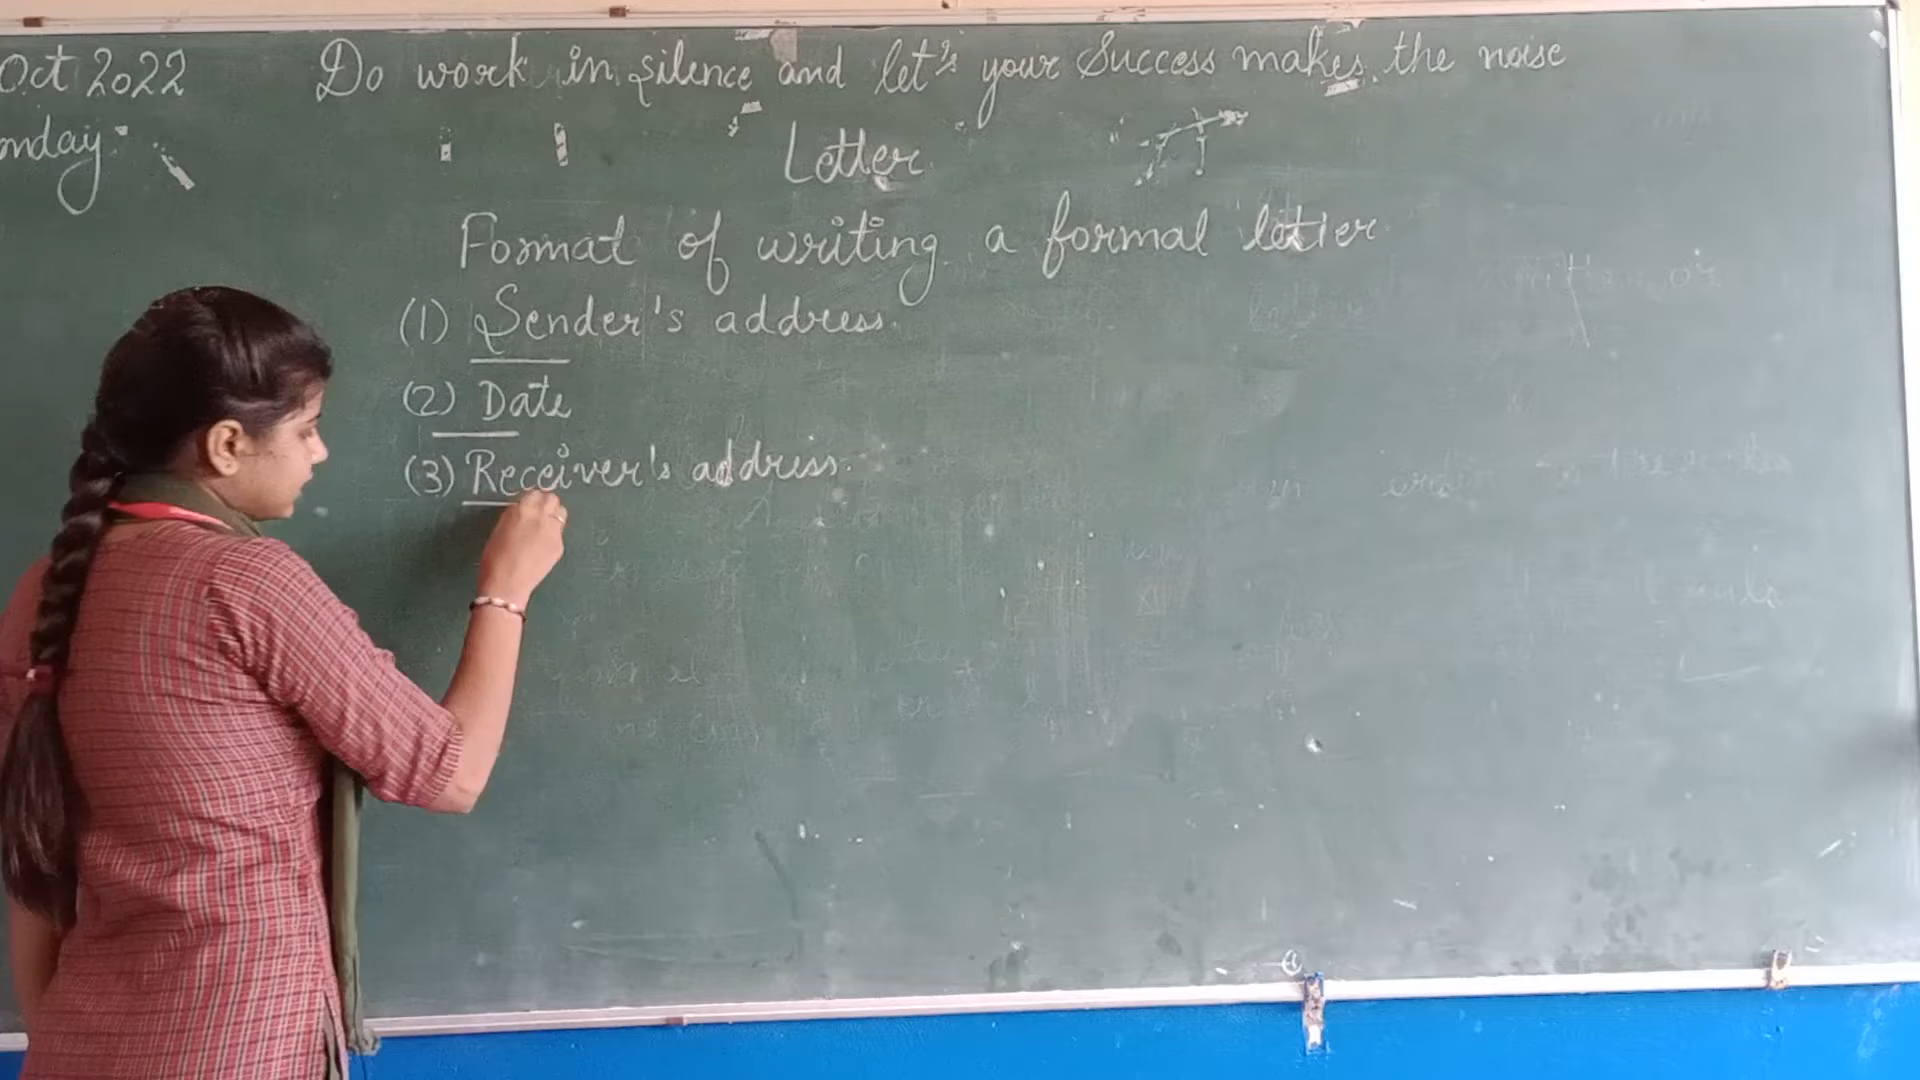 Oct 2022
Do work in silence and let's your Success makes the noise
onday
Letter
Format of writing a formal letter
(1) Sender's address.
(2) Date
(3) Receiver's address.